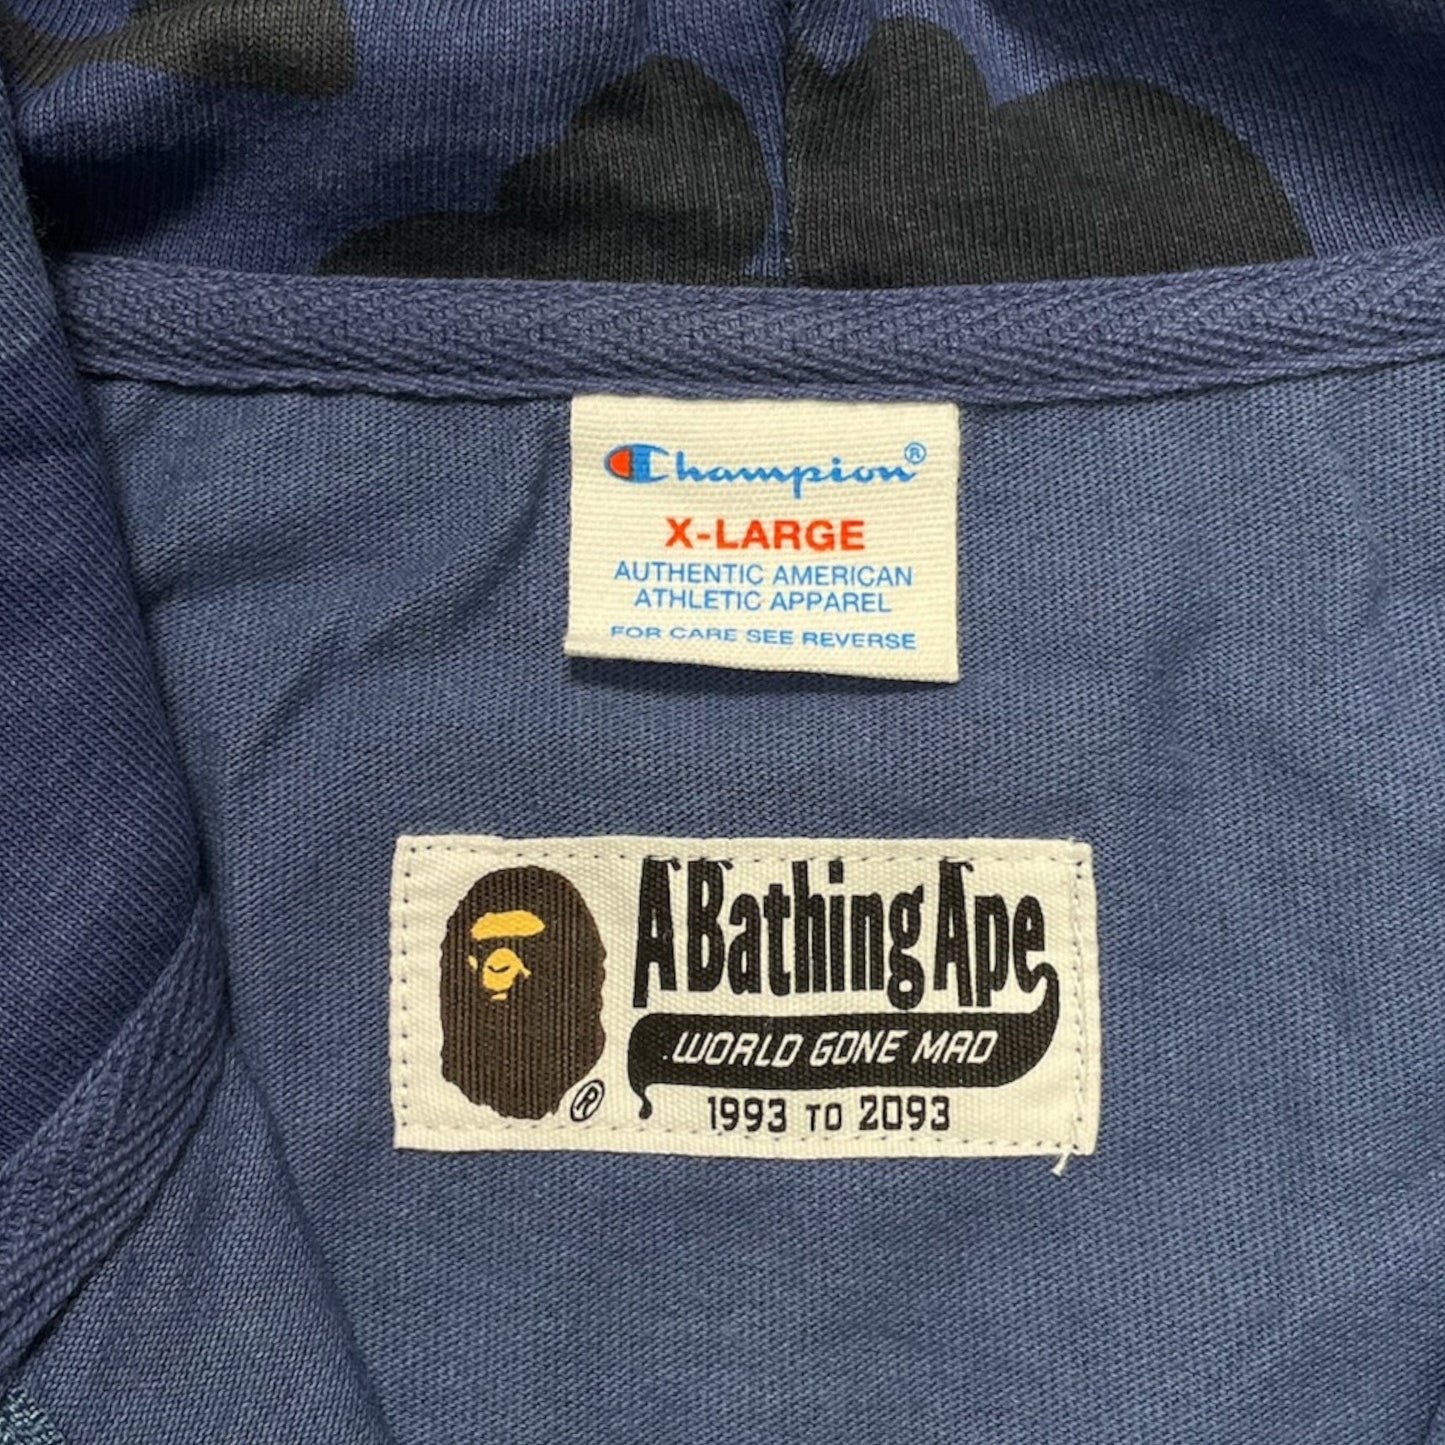 Champion®
X-LARGE
AUTHENTIC AMERICAN
ATHLETIC APPAREL
FOR CARE SEE REVERSE
A Bathing Ape
WORLD GONE MAD
®
1993 TO 2093